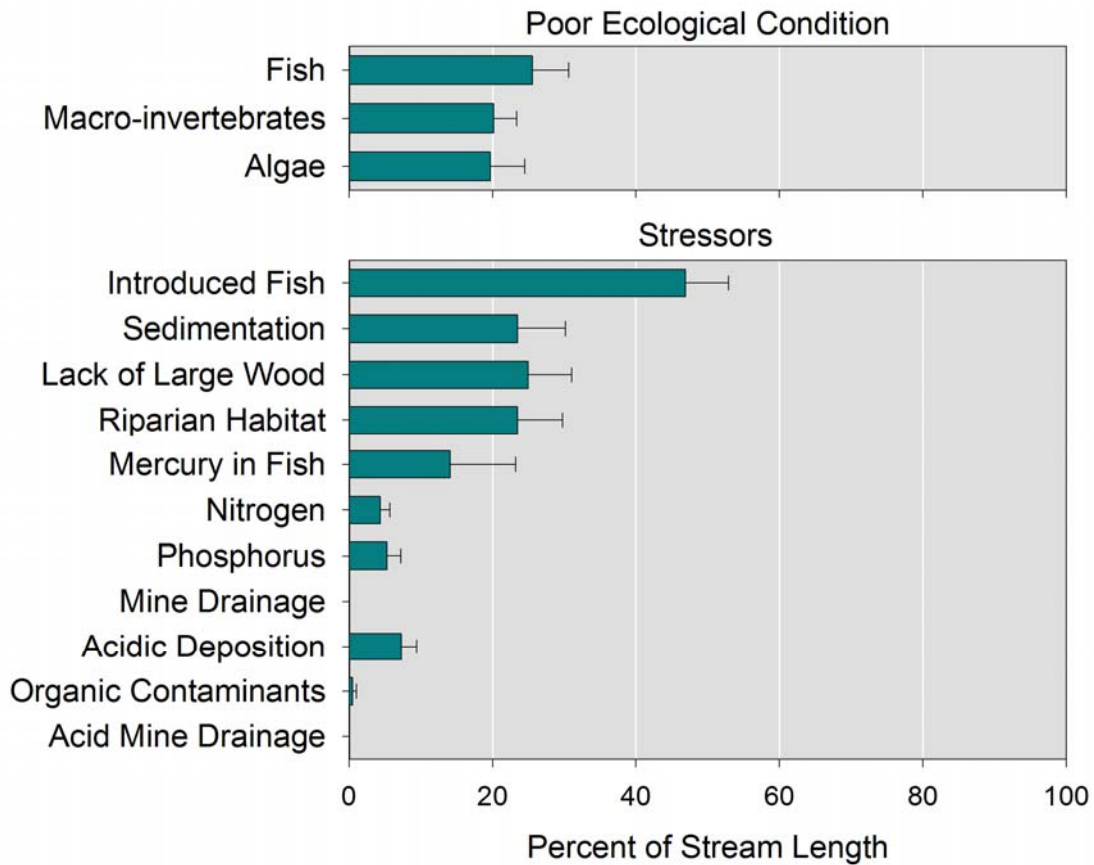 Poor Ecological Condition
Fish
Macro-invertebrates
Algae
Stressors
Introduced Fish
Sedimentation
Lack of Large Wood
Riparian Habitat
Mercury in Fish
Nitrogen
Phosphorus
Mine Drainage
Acidic Deposition
Organic Contaminants
Acid Mine Drainage
0 20 40 60 80 100
Percent of Stream Length